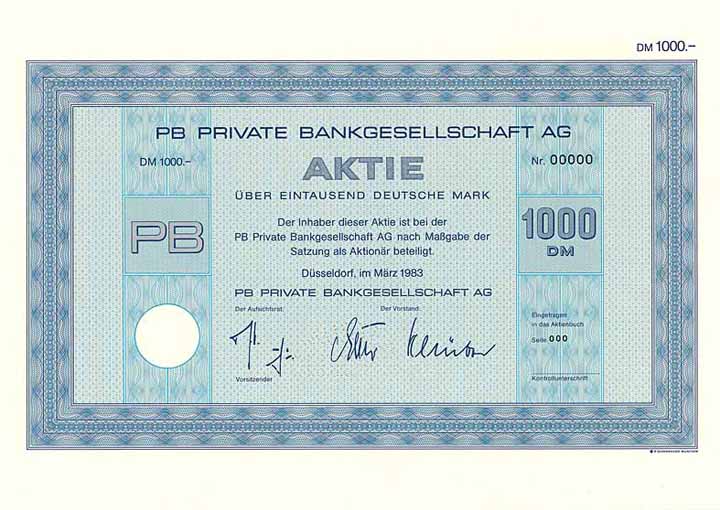 DM 1000.–
PB PRIVATE BANKGESELLSCHAFT AG
DM 1000.–
AKTIE
Nr. 00000
ÜBER EINTAUSEND DEUTSCHE MARK
PB
1000
DM
Der Inhaber dieser Aktie ist bei der
PB Private Bankgesellschaft AG nach Maßgabe der
Satzung als Aktionär beteiligt.
Düsseldorf, im März 1983
PB PRIVATE BANKGESELLSCHAFT AG
Der Aufsichtsrat:
Der Vorstand:
Vorsitzender
Eingetragen
in das Aktienbuch
Seite 000
Kontrollunterschrift